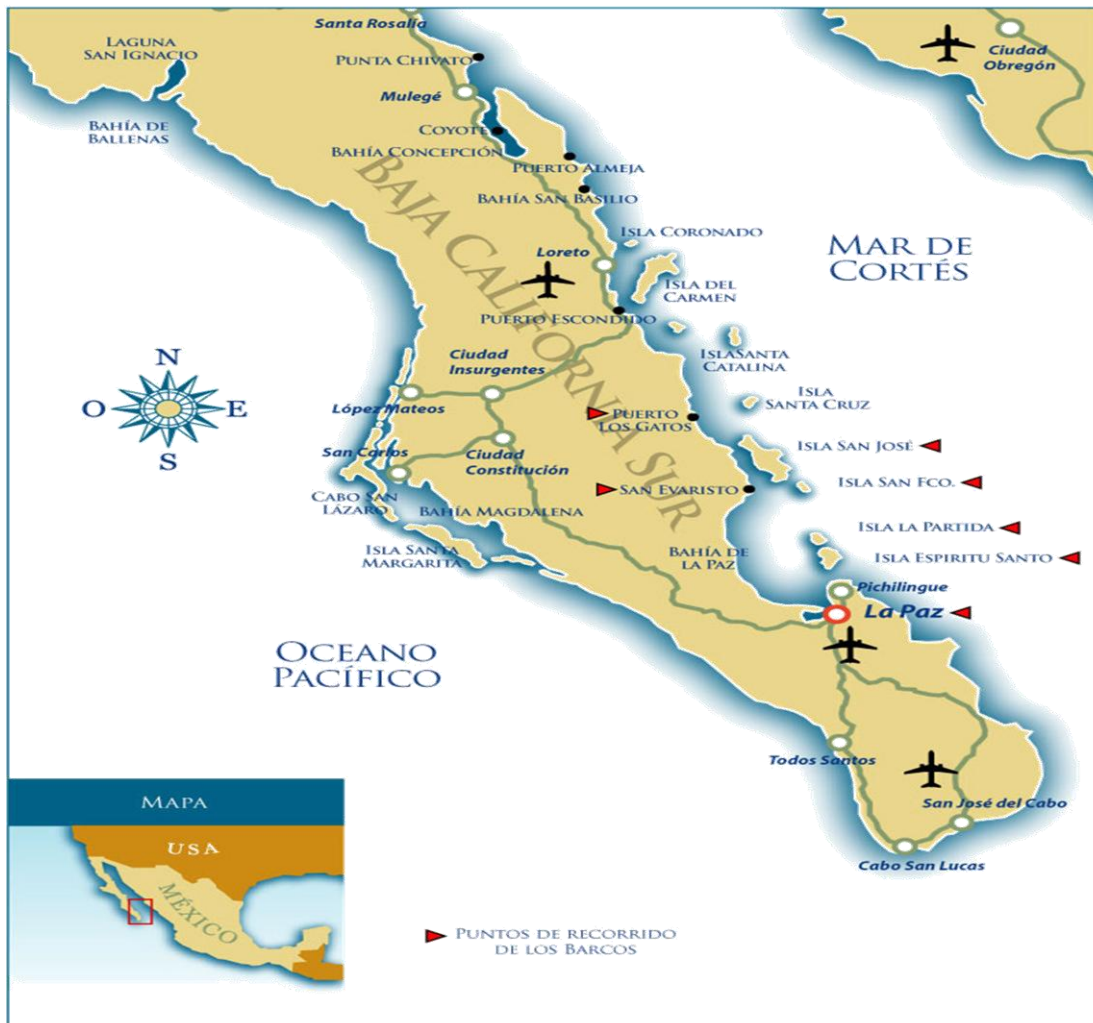 Santa Rosalia
LAGUNA
SAN IGNACIO
PUNTA CHIVATO
Ciudad
Obregón
Mulegé
BAHÍA DE
BALLENAS
COYOTE
BAHÍA CONCEPCIÓN
PUERTO ALMEJA
BAHÍA SAN BASILIO
BAJA CALIFORNIA SUR
ISLA CORONADO
MAR DE
CORTÉS
Loreto
ISLA DEL
CARMEN
PUERTO ESCONDIDO
ISLASANTA
CATALINA
Ciudad
Insurgentes
N
O
E
S
López Mateos
ISLA
SANTA CRUZ
PUERTO
LOS GATOS
San Carlos
Ciudad
Constitución
ISLA SAN JOSÉ
ISLA SAN FCO.
SAN EVARISTO
CABO SAN
LÁZARO
BAHÍA MAGDALENA
ISLA LA PARTIDA
ISLA SANTA
MARGARITA
BAHÍA DE
LA PAZ
ISLA ESPIRITU SANTO
Pichilingue
La Paz
OCEANO
PACÍFICO
Todos Santos
San José del Cabo
Cabo San Lucas
MAPA
USA
MÉXICO
PUNTOS DE RECORRIDO
DE LOS BARCOS